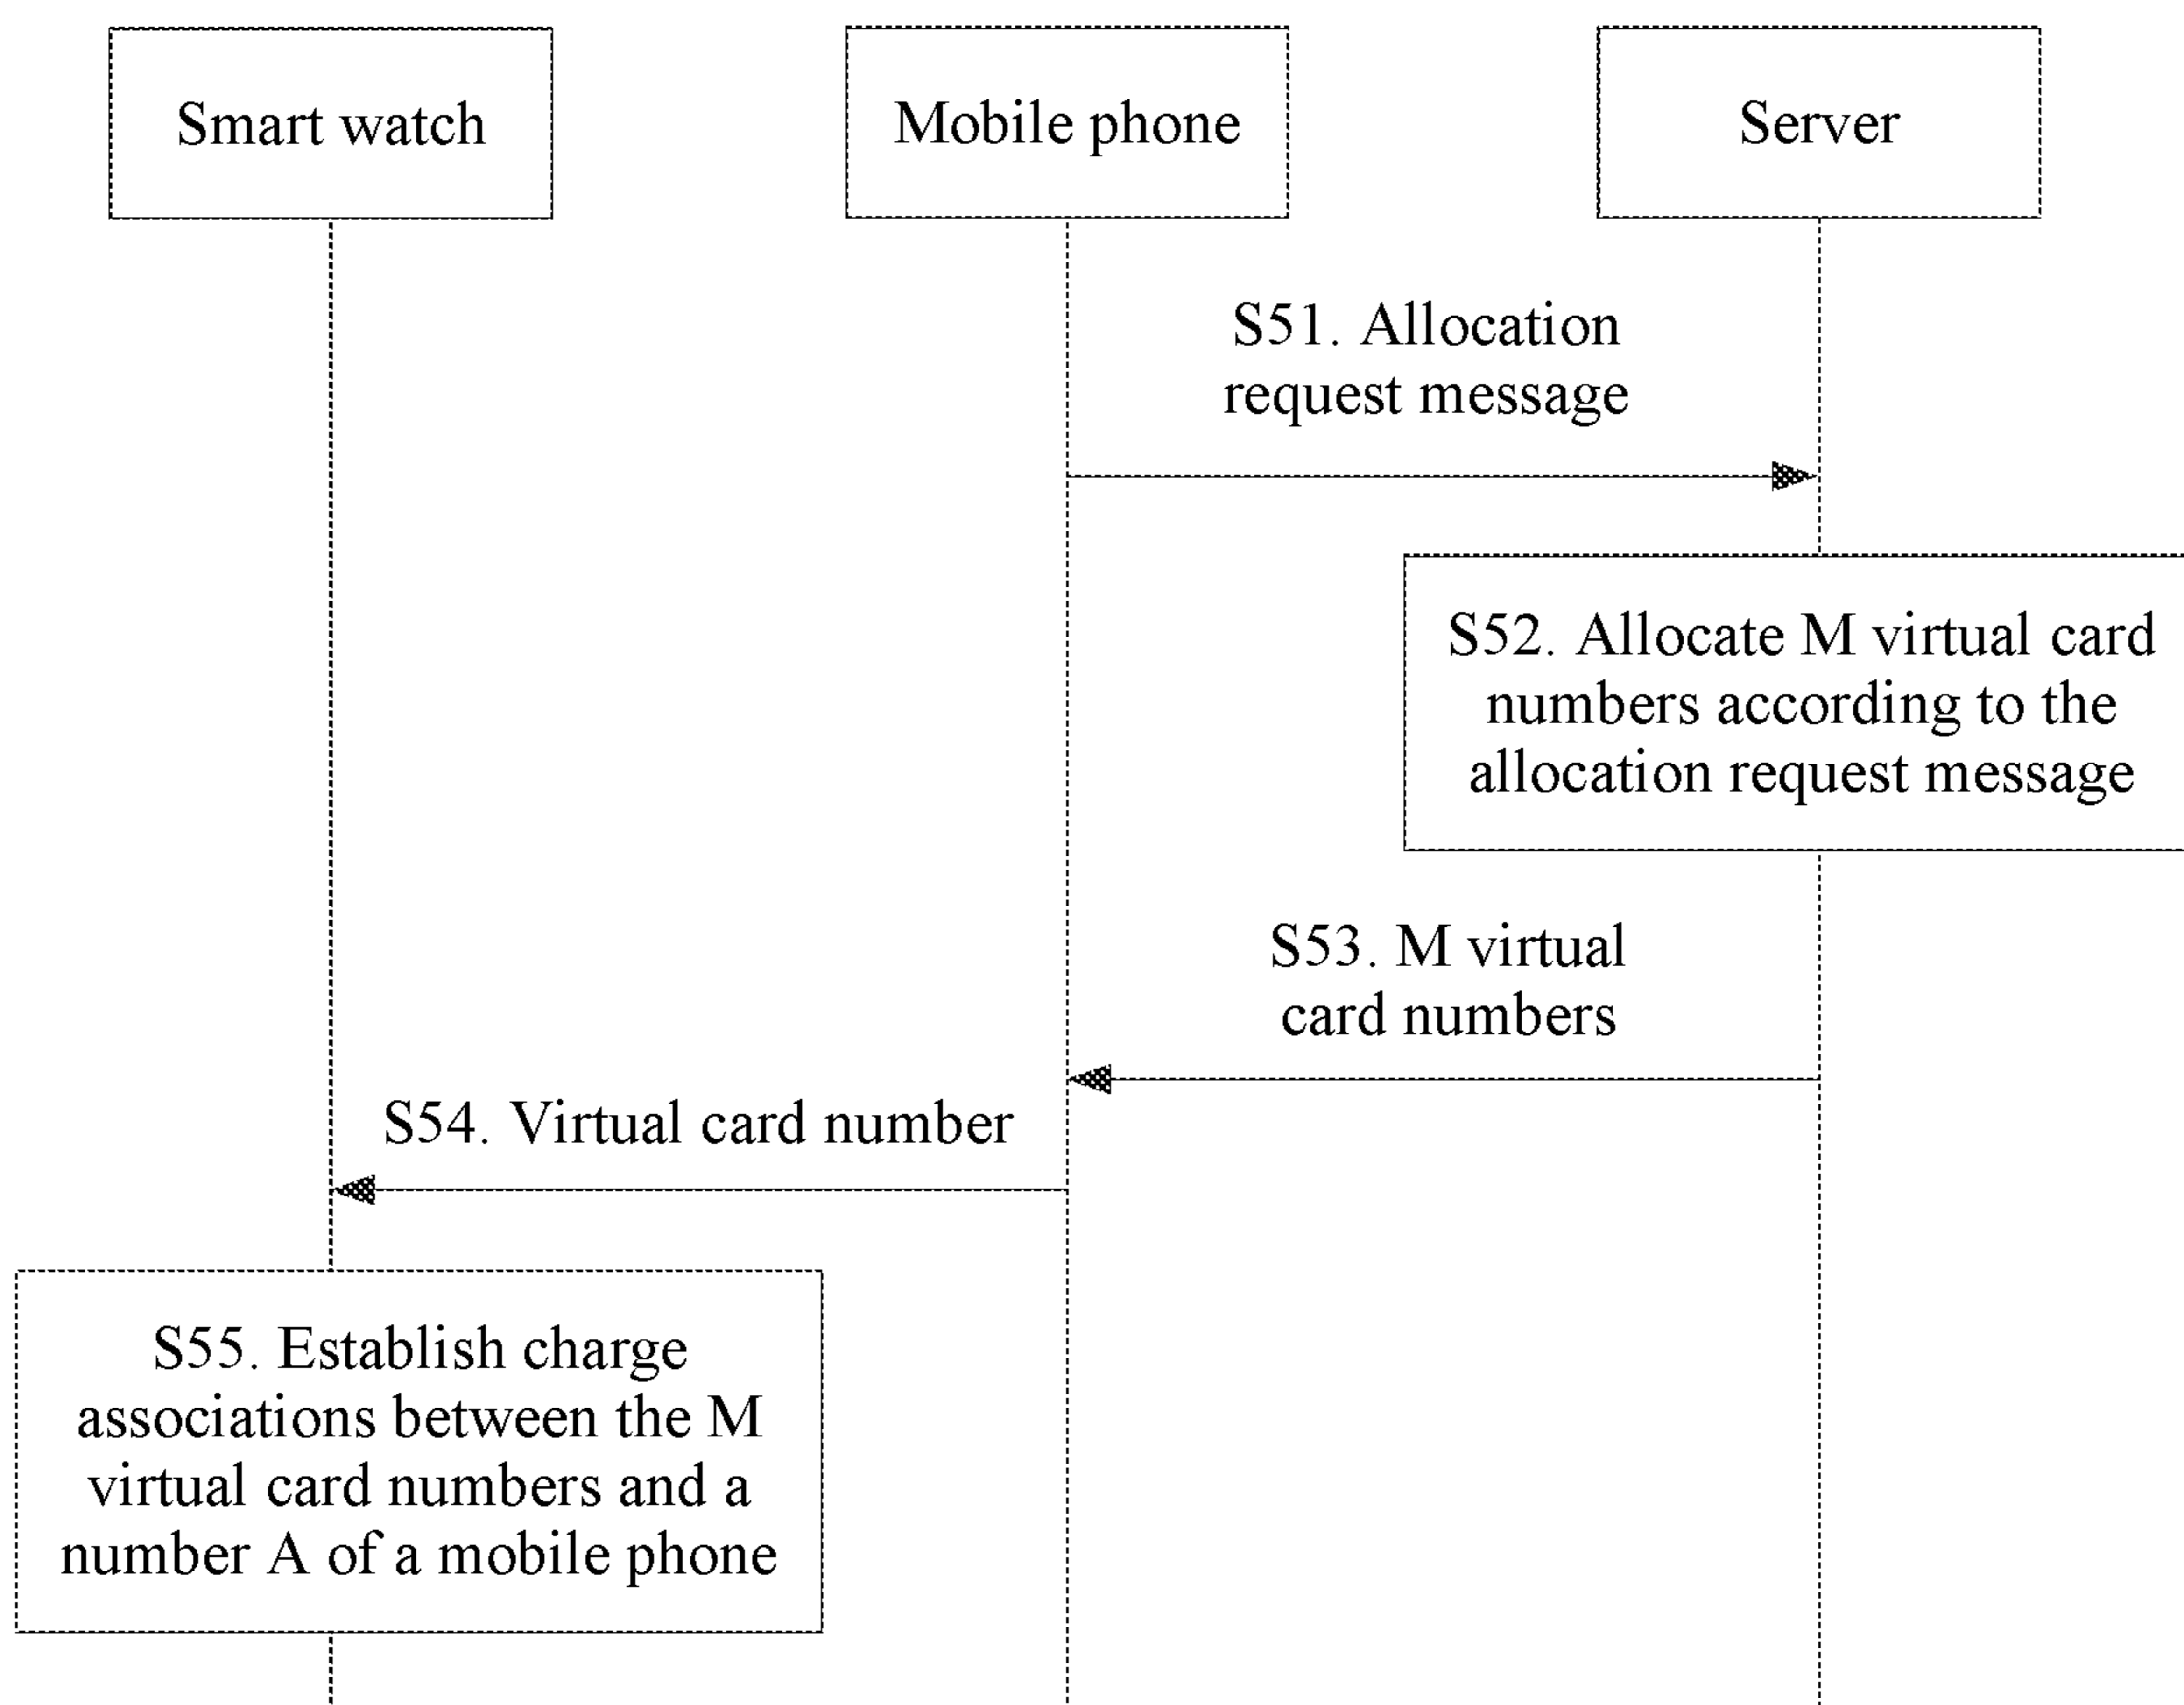 Smart watch
Mobile phone
Server
S51. Allocation
request message
S52. Allocate M virtual card
numbers according to the
allocation request message
S53. M virtual
card numbers
S54. Virtual card number
S55. Establish charge
associations between the M
virtual card numbers and a
number A of a mobile phone